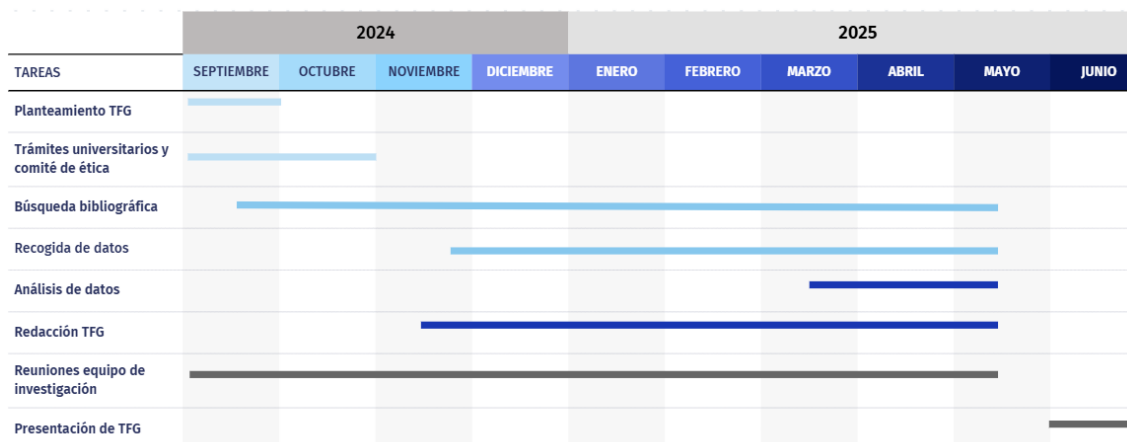 2024 2025
TAREAS SEPTIEMBRE OCTUBRE NOVIEMBRE DICIEMBRE ENERO FEBRERO MARZO ABRIL MAYO JUNIO
Planteamiento TFG
Trámites universitarios y
comité de ética
Búsqueda bibliográfica
Recogida de datos
Análisis de datos
Redacción TFG
Reuniones equipo de
investigación
Presentación de TFG